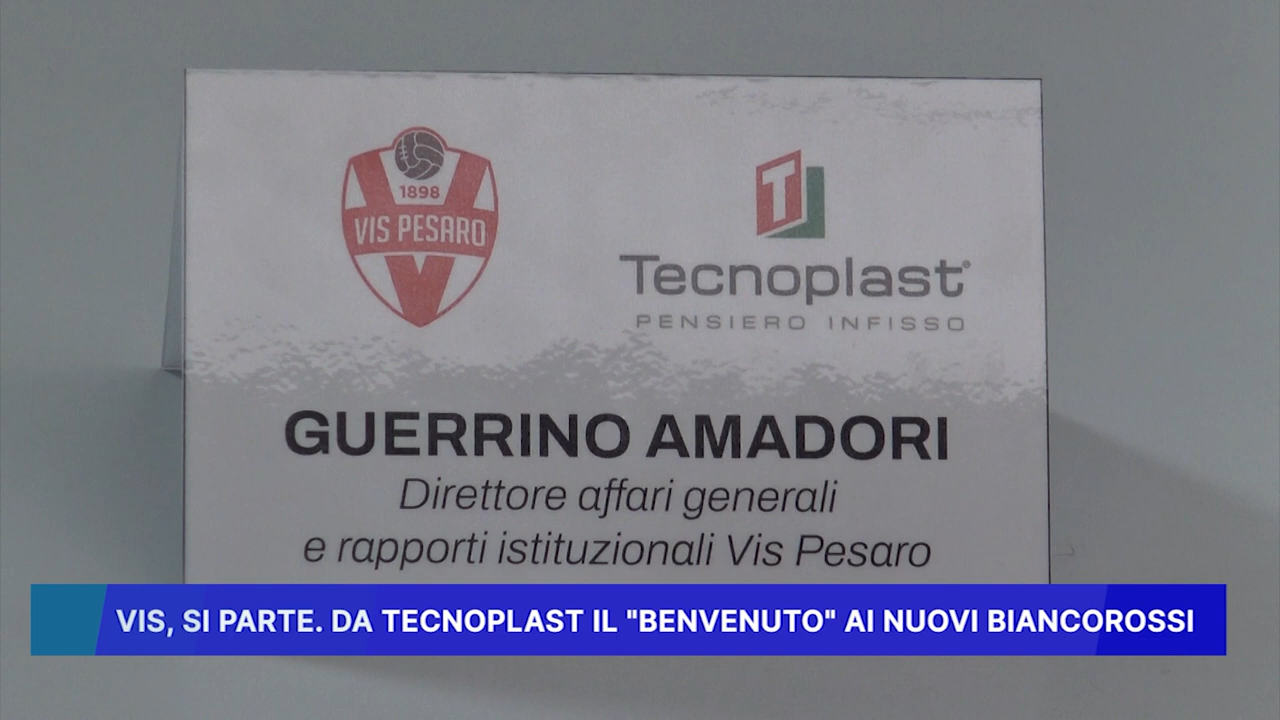 1898
VIS PESARO
T
Tecnoplast®
PENSIERO INFISSO
GUERRINO AMADORI
Direttore affari generali
e rapporti istituzionali Vis Pesaro
VIS, SI PARTE. DA TECNOPLAST IL "BENVENUTO" AI NUOVI BIANCOROSSI